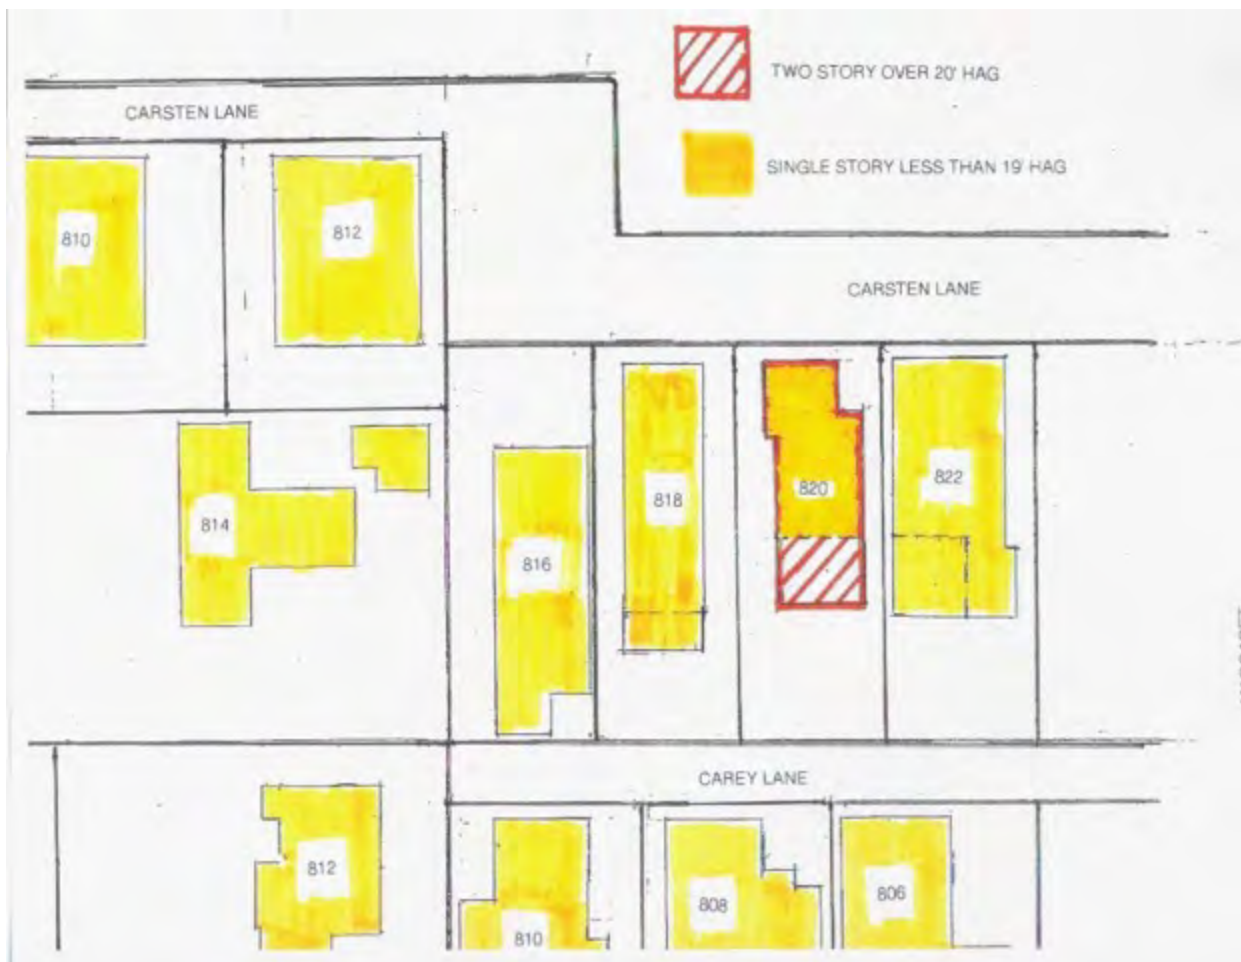 TWO STORY OVER 20' HAG
CARSTEN LANE
SINGLE STORY LESS THAN 19' HAG
810
812
CARSTEN LANE
822
820
818
814
816
CAREY LANE
812
808
806
810